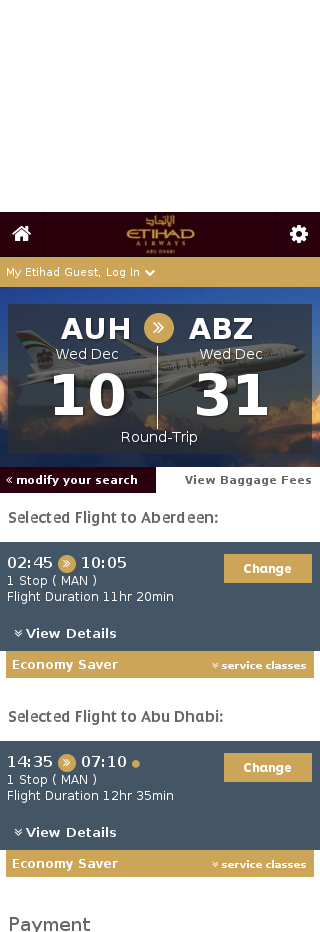 الإتحاد
ETIHAD
AIRWAYS
ABU DHABI
My Etihad Guest, Log In
AUH » ABZ
Wed Dec Wed Dec
10 31
Round-Trip
« modify your search View Baggage Fees
Selected Flight to Aberdeen:
02:45 » 10:05 Change
1 Stop ( MAN )
Flight Duration 11hr 20min
View Details
Economy Saver service classes
Selected Flight to Abu Dhabi:
14:35 » 07:10 Change
1 Stop ( MAN )
Flight Duration 12hr 35min
View Details
Economy Saver service classes
Payment